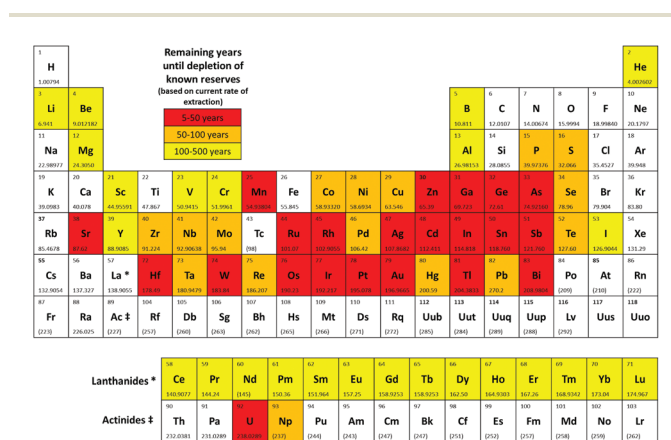 1 2
H He
1.00794 4.002602
Remaining years
until depletion of
known reserves
(based on current rate of
extraction)
5-50 years
50-100 years
100-500 years
3 4 5 6 7 8 9 10
Li Be B C N O F Ne
6.941 9.012182 10.811 12.0107 14.00674 15.9994 18.99840 20.1797
11 12 13 14 15 16 17 18
Na Mg Al Si P S Cl Ar
22.98977 24.3050 26.98153 28.0855 39.97376 32.066 35.4527 39.948
19 20 21 22 23 24 25 26 27 28 29 30 31 32 33 34 35 36
K Ca Sc Ti V Cr Mn Fe Co Ni Cu Zn Ga Ge As Se Br Kr
39.0983 40.078 44.95591 47.867 50.9415 51.9961 55.845 58.93320 58.6934 63.546 65.39 69.723 72.61 74.92160 78.96 79.904 83.80
37 38 39 40 41 42 43 44 45 46 47 48 49 50 51 52 53 54
Rb Sr Y Zr Nb Mo Tc Ru Rh Pd Ag Cd In Sn Sb Te I Xe
85.4678 87.62 88.9085 91.224 92.90638 95.94 (98) 101.07 102.9055 106.42 107.8682 112.411 114.818 118.760 121.760 127.60 126.9044 131.29
55 56 57 72 73 74 75 76 77 78 79 80 81 82 83 84 85 86
Cs Ba La * Hf Ta W Re Os Ir Pt Au Hg Tl Pb Bi Po At Rn
132.9054 137.327 138.9055 178.49 180.9479 183.84 186.207 190.23 192.217 195.078 196.9665 200.59 204.3833 270.2 208.9804 (209) (210) (222)
87 88 89 104 105 106 107 108 109 110 111 112 113 114 115 116 117 118
Fr Ra Ac ‡ Rf Db Sg Bh Hs Mt Ds Rq Uub Uut Uuq Uup Lv Uus Uuo
(223) 226.025 (227) (257) (260) (263) (262) (265) (266) (271) (272) (285) (284) (289) (288) (292)
58 59 60 61 62 63 64 65 66 67 68 69 70 71
Lanthanides * Ce Pr Nd Pm Sm Eu Gd Tb Dy Ho Er Tm Yb Lu
140.9077 144.24 (145) 150.36 151.964 157.25 158.9253 158.9253 162.50 164.9303 167.26 168.9342 173.04 174.967
90 91 92 93 94 95 96 97 98 99 100 101 102 103
Actinides ‡ Th Pa U Np Pu Am Cm Bk Cf Es Fm Md No Lr
232.0381 231.0289 238.0289 (237) (244) (243) (247) (247) (251) (252) (257) (258) (259) (262)